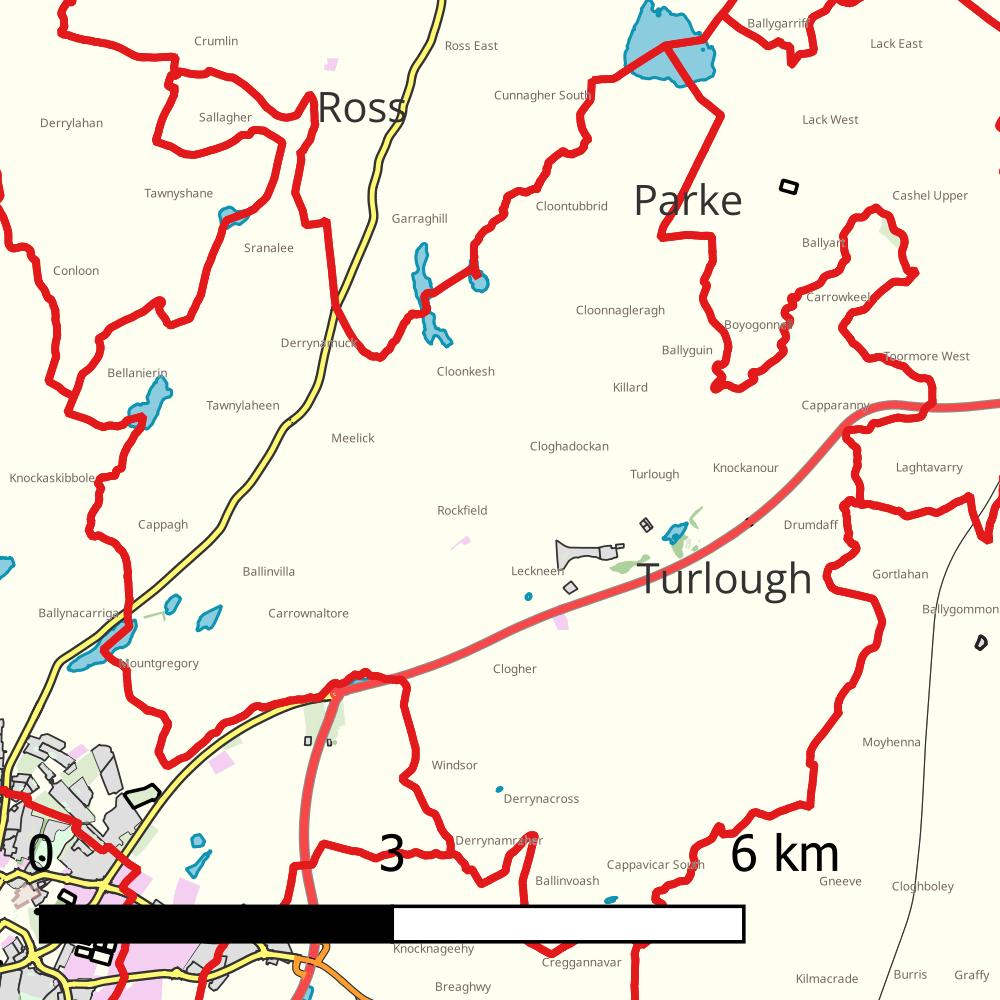 Ballygarriff
Crumlin
Ross East
Lack East
Cunnagher South
Ross
Derrylahan
Sallagher
Lack West
Tawnyshane
Cashel Upper
Parke
Cloontubbrid
Garraghill
Sranalee
Ballyart
Conloon
Carrowkeel
Cloonnagleragh
Boyogonnell
Derrynamuck
Ballyguin
Toormore West
Bellanierin
Cloonkesh
Killard
Tawnylaheen
Capparanny
Meelick
Cloghadockan
Knockaskibbole
Turlough
Knockanour
Laghtavarry
Rockfield
Cappagh
Drumdaff
Ballinvilla
Leckneen
Turlough
Gortlahan
Ballynacarriga
Carrownaltore
Ballygommon
Mountgregory
Clogher
Moyhenna
Windsor
Derrynacross
Derrynamraher
0 3 6 km
Cappavicar South
Ballinvoash
Gneeve
Cloghboley
Knocknageehy
Creggannavar
Kilmacrade
Burris
Graffy
Breaghwy